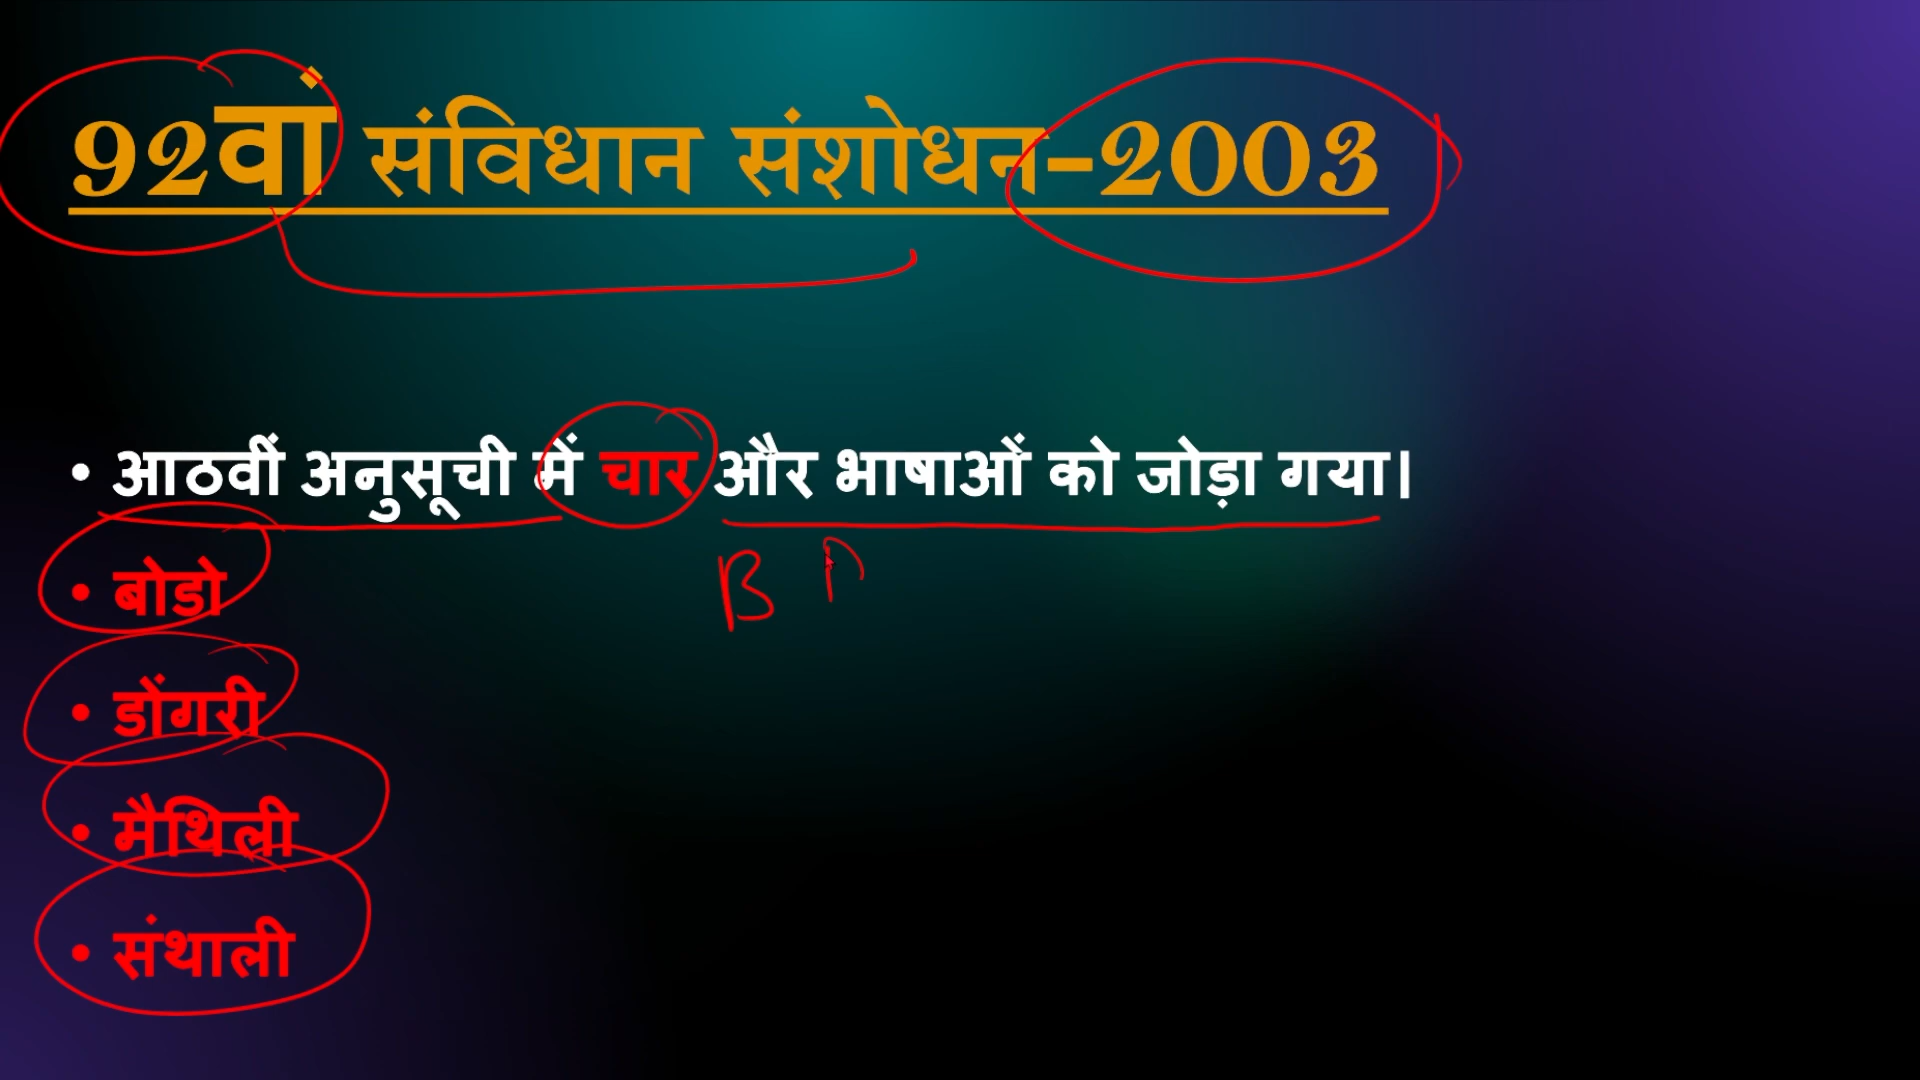 92वां संविधान संशोधन-2003
• आठवीं अनुसूची में चार और भाषाओं को जोड़ा गया।
• बोडो
B
• डोंगरी
• मैथिली
• संथाली